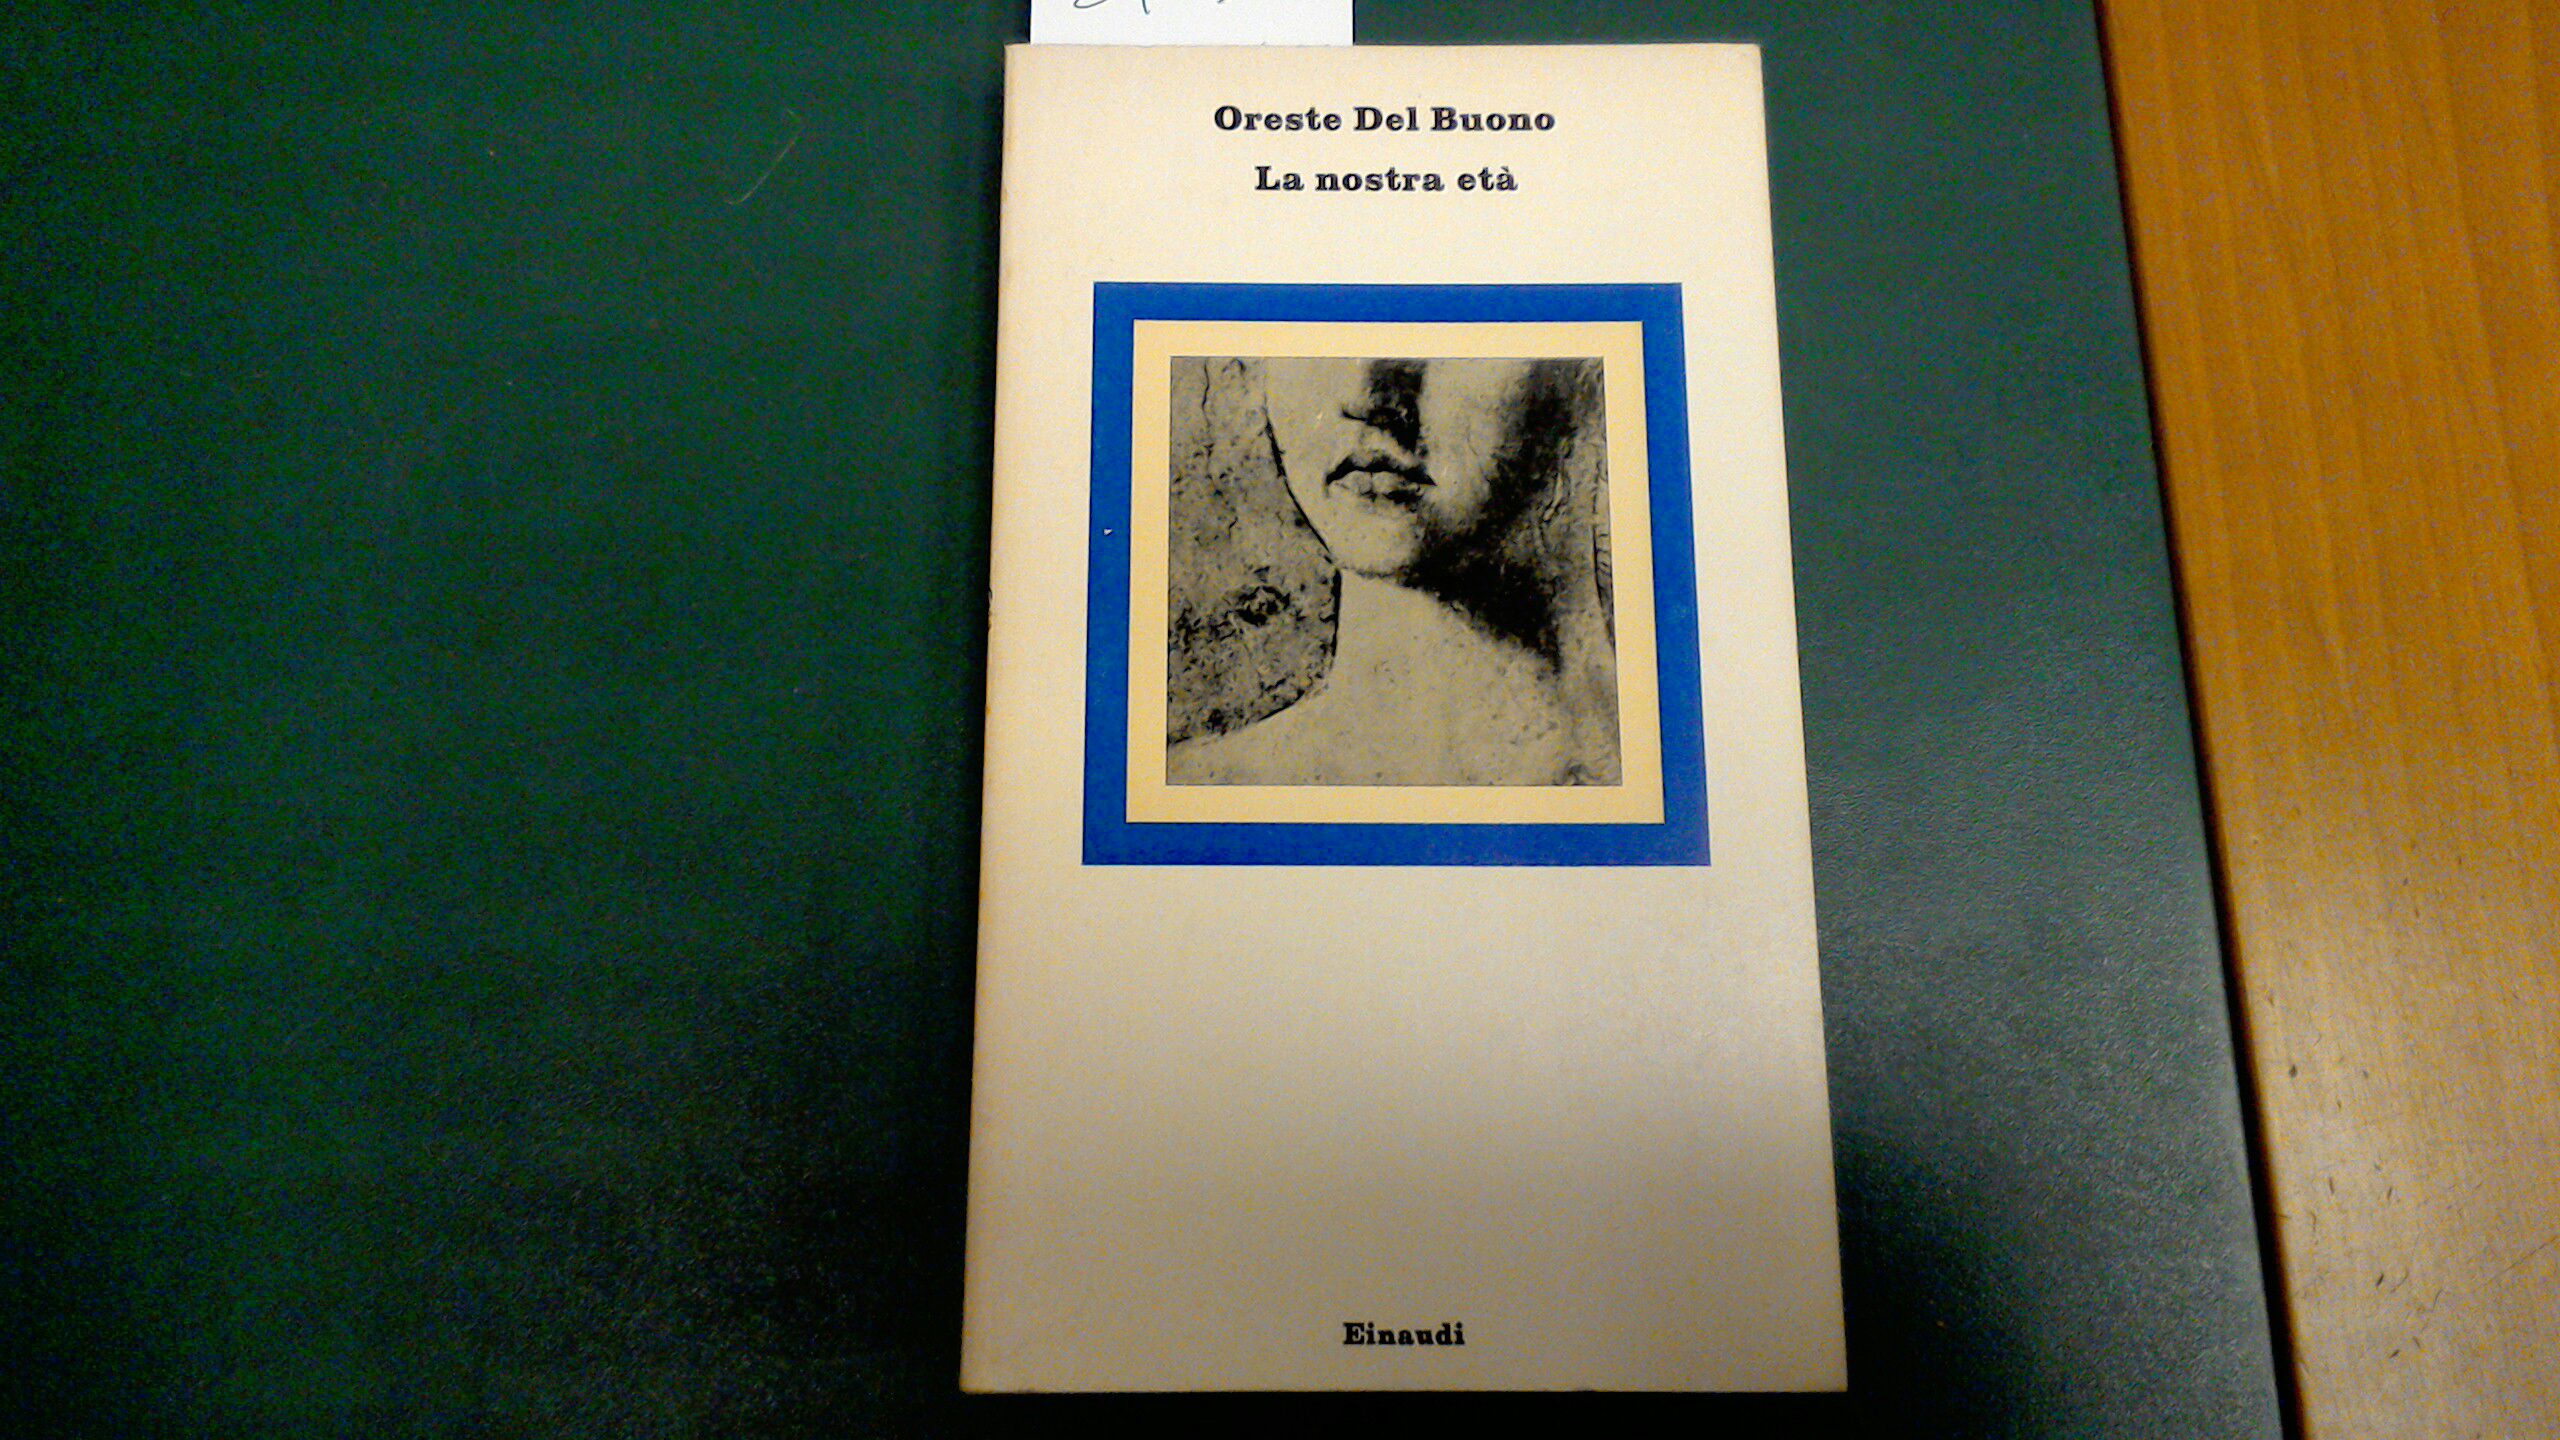 Oreste Del Buono
La nostra età
Einaudi